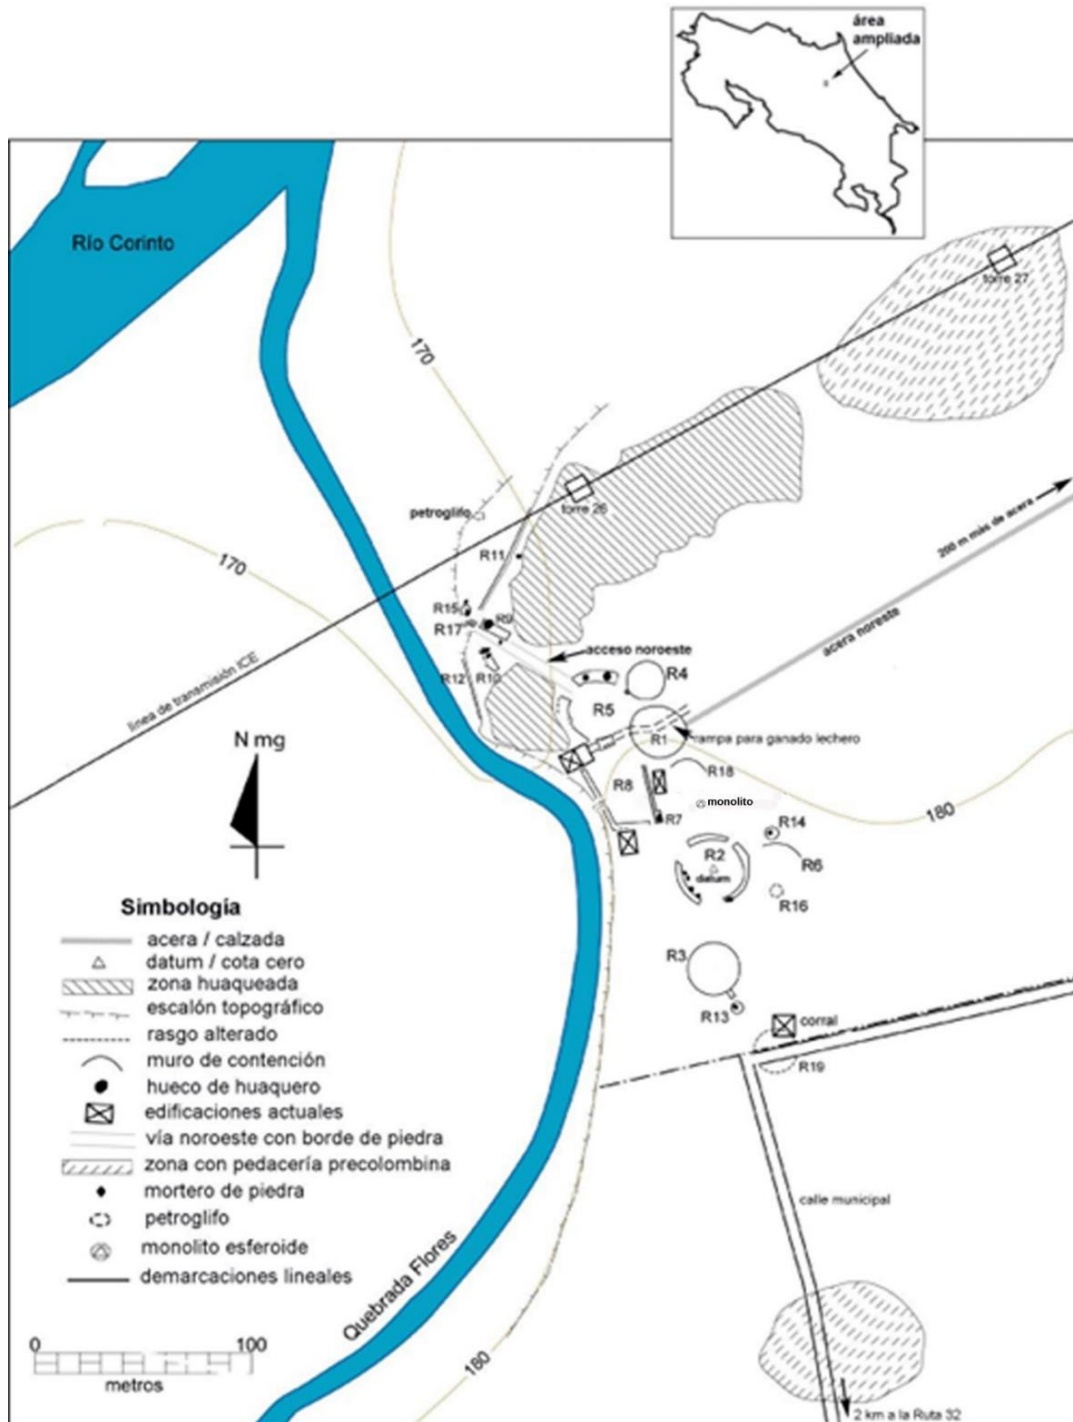 área
ampliada
Río Corinto
170
torre 27
petroglifo
torre 26
R11
200 m más de acera
170
R15
R17
R9
acceso noroeste
acera noreste
R12
R10
R4
R5
línea de transmisión ICE
R1
rampa para ganado lechero
N mg
R8
R18
monolito
180
R7
R14
R2
datum
R6
R16
Simbología
acera / calzada
datum / cota cero
zona huaqueada
escalón topográfico
rasgo alterado
muro de contención
hueco de huaquero
edificaciones actuales
vía noroeste con borde de piedra
zona con pedacería precolombina
mortero de piedra
petroglifo
monolito esferoide
demarcaciones lineales
R3
R13
corral
R19
calle municipal
Quebrada Flores
180
0 100
metros
2 km a la Ruta 32